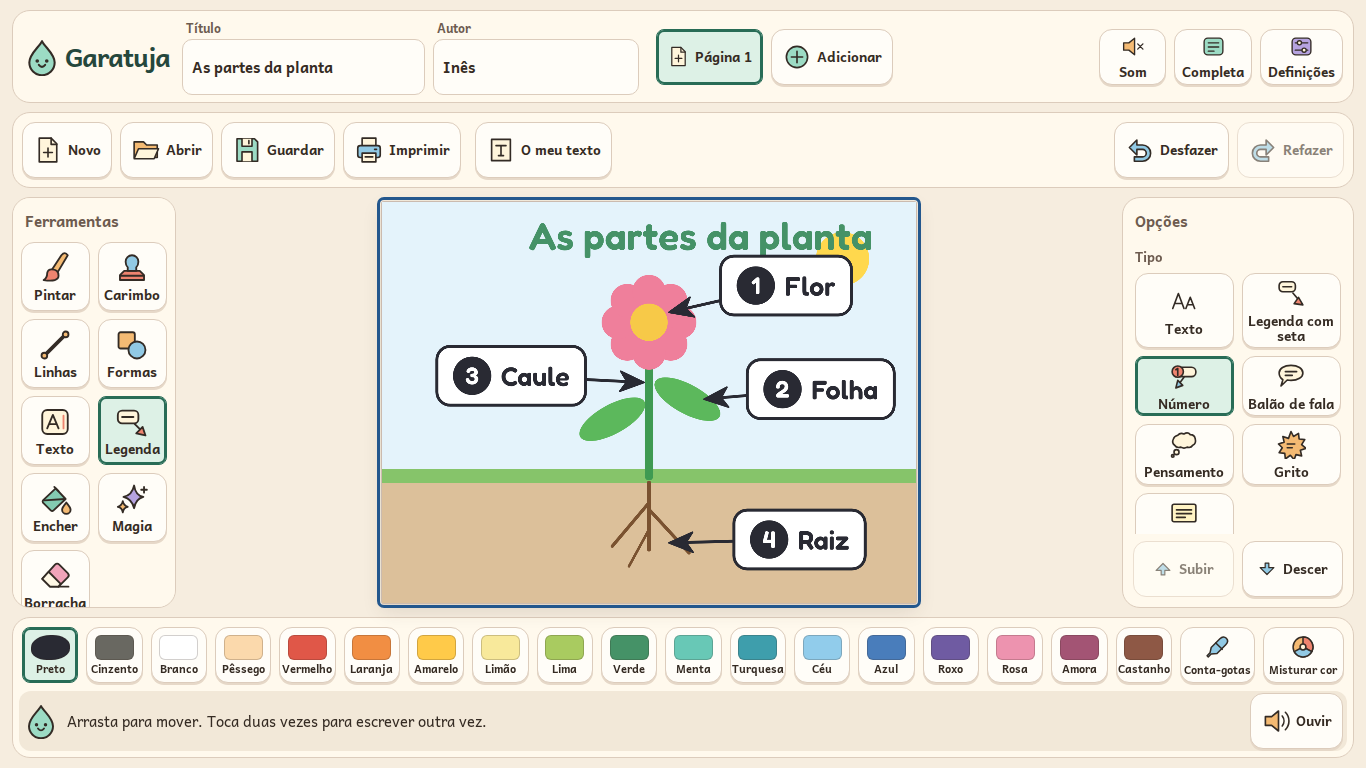 Garatuja
Título
As partes da planta
Autor
Inês
Página 1
Adicionar
Som
Completa
Definições
Novo
Abrir
Guardar
Imprimir
O meu texto
Desfazer
Refazer
Ferramentas
Pintar
Carimbo
Linhas
Formas
Texto
Legenda
Encher
Magia
Borracha
As partes da planta
1 Flor
3 Caule
2 Folha
4 Raiz
Opções
Tipo
Texto
Legenda com
seta
Número
Balão de fala
Pensamento
Grito
Subir
Descer
Preto
Cinzento
Branco
Pêssego
Vermelho
Laranja
Amarelo
Limão
Lima
Verde
Menta
Turquesa
Céu
Azul
Roxo
Rosa
Amora
Castanho
Conta-gotas
Misturar cor
Arrasta para mover. Toca duas vezes para escrever outra vez.
Ouvir